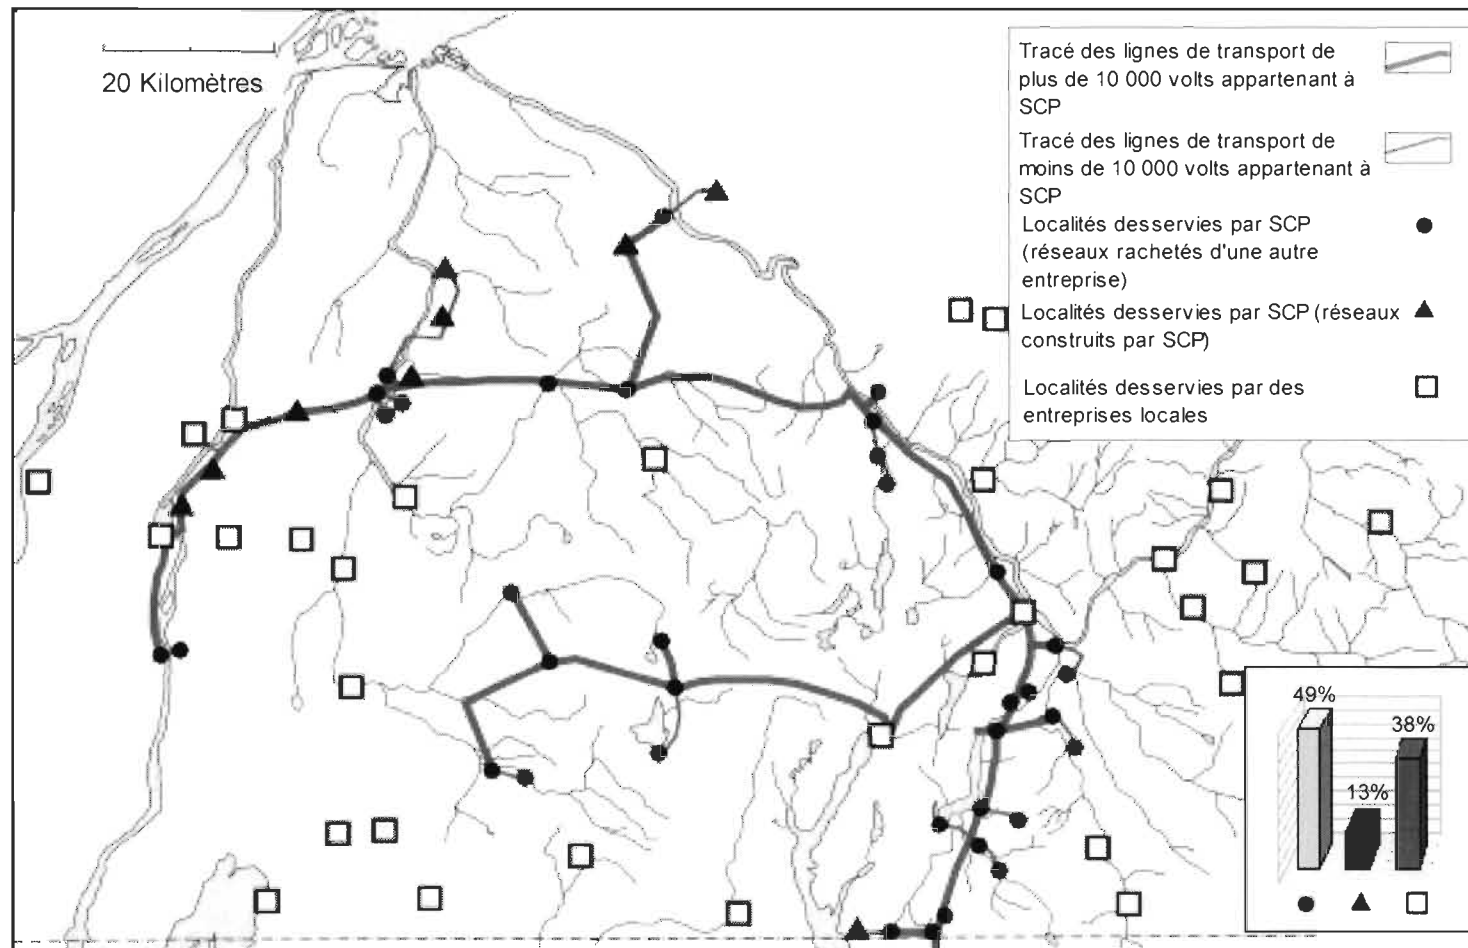 20 Kilomètres
Tracé des lignes de transport de
plus de 10 000 volts appartenant à
SCP
Tracé des lignes de transport de
moins de 10 000 volts appartenant à
SCP
Localités desservies par SCP
(réseaux rachetés d'une autre
entreprise)
Localités desservies par SCP (réseaux
construits par SCP)
Localités desservies par des
entreprises locales
49%
13%
38%